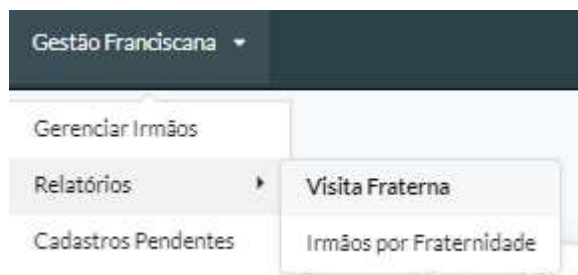 Gestão Franciscana
Gerenciar Irmãos
Relatórios
Visita Fraterna
Cadastros Pendentes
Irmãos por Fraternidade